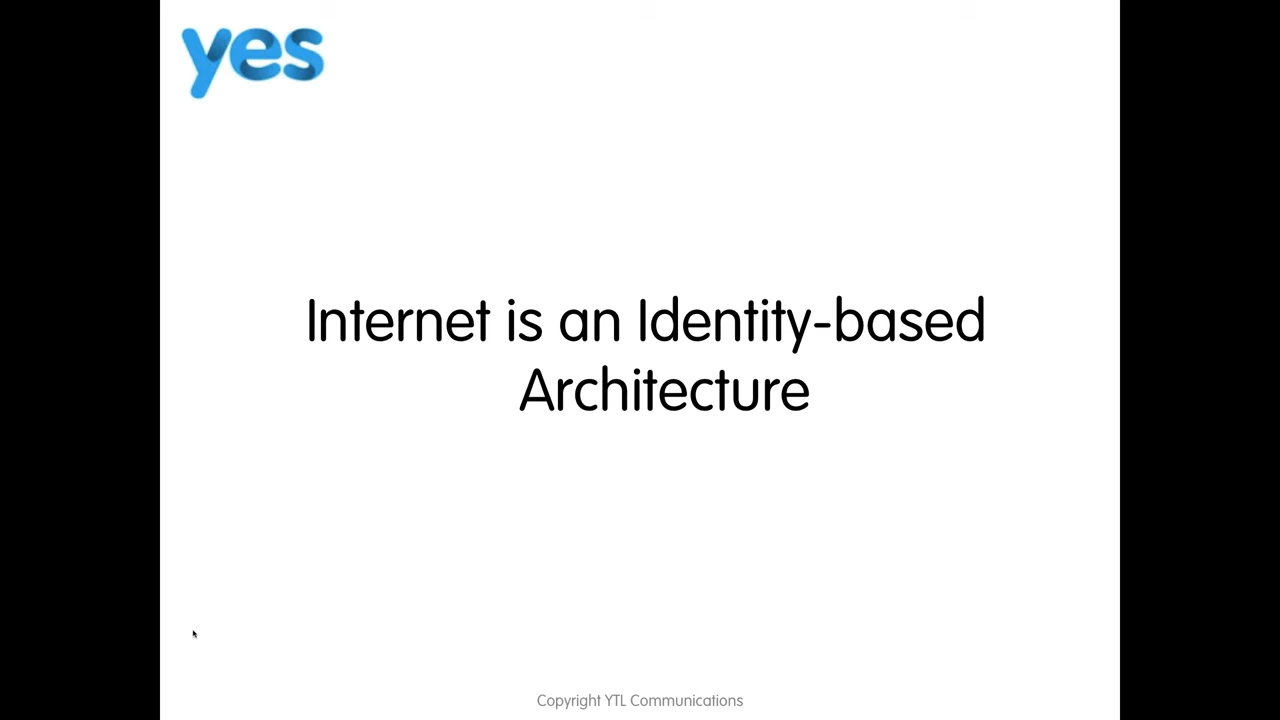 yes
Internet is an Identity-based
Architecture
Copyright YTL Communications